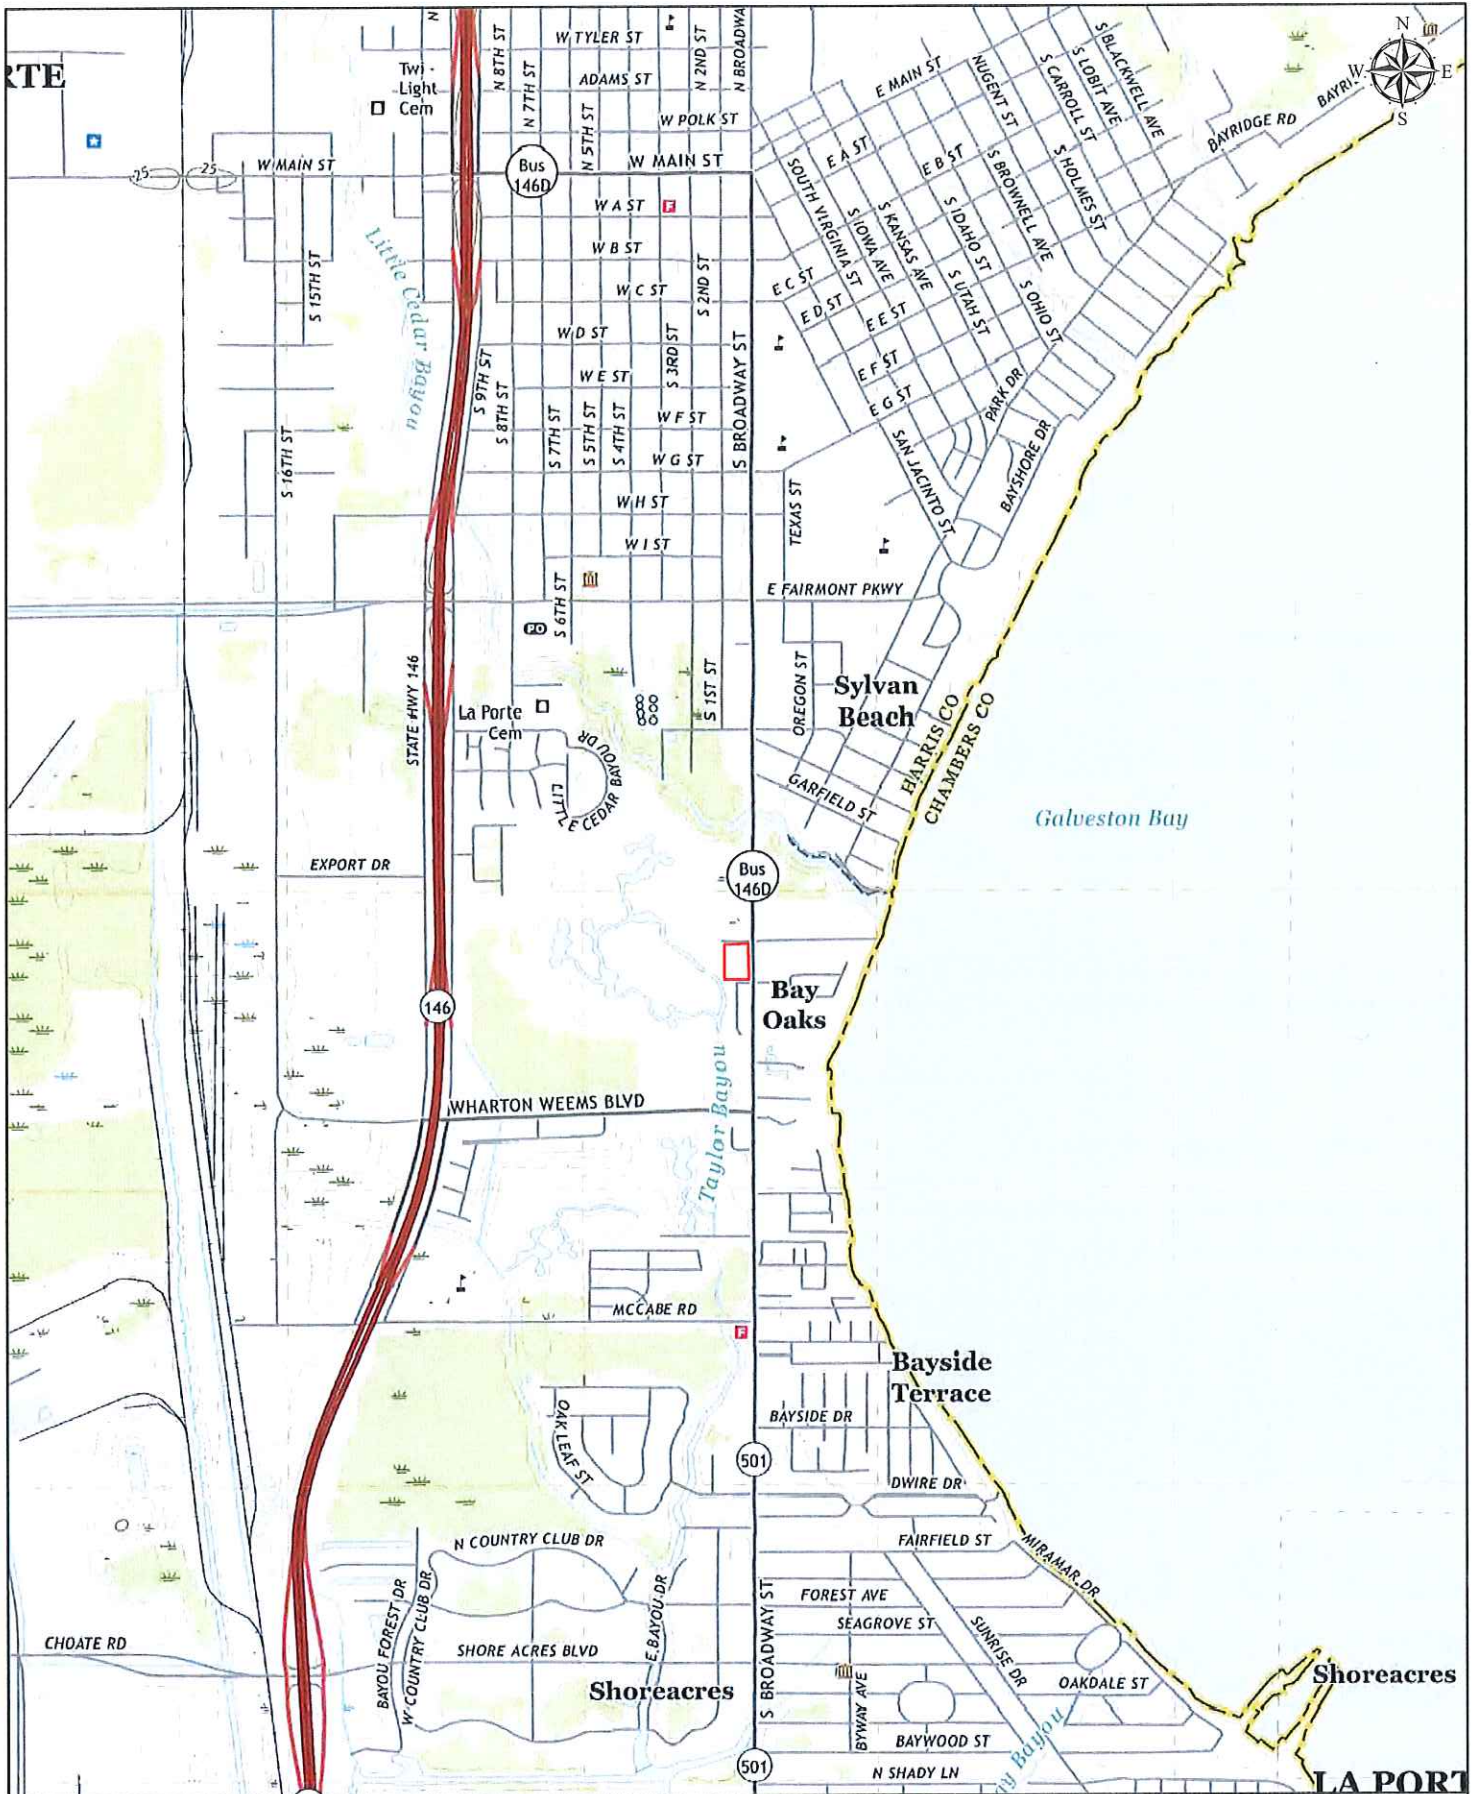 N
N 8TH ST
W TYLER ST
N 2ND ST
N BROADWA
S BLACKWELL AVE
N
RTE
Twi -
Light
Cem
N 7TH ST
ADAMS ST
E MAIN ST
NUGENT ST
S LOBIT AVE
S CARROLL ST
W
E
S
BAYRI
BAYRIDGE RD
N 5TH ST
W POLK ST
W MAIN ST
25
25
Bus
146D
W MAIN ST
E A ST
E B ST
SOUTH VIRGINIA ST
S BROWNELL AVE
S HOLMES ST
W A ST
F
S IOWA AVE
S KANSAS AVE
S IDAHO ST
Little Cedar Bayou
W B ST
S 15TH ST
W C ST
S 2ND ST
E C ST
E D ST
E E ST
S UTAH ST
S OHIO ST
W D ST
S 3RD ST
S BROADWAY ST
S 9TH ST
S 8TH ST
W E ST
E F ST
E G ST
PARK DR
S 16TH ST
S 7TH ST
S 5TH ST
S 4TH ST
W F ST
W G ST
SAN JACINTO ST
BAYSHORE DR
W H ST
TEXAS ST
W I ST
S 6TH ST
E FAIRMONT PKWY
PO
STATE HWY 146
La Porte
Cem
S 1ST ST
OREGON ST
Sylvan
Beach
HARRIS CO
CHAMBERS CO
LITTLE CEDAR BAYOU DR
GARFIELD ST
Galveston Bay
EXPORT DR
Bus
146D
146
Bay
Oaks
Taylor Bayou
WHARTON WEEMS BLVD
MCCABE RD
F
Bayside
Terrace
OAK LEAF ST
BAYSIDE DR
501
DWIRE DR
N COUNTRY CLUB DR
FAIRFIELD ST
MIRAMAR DR
BAYOU FOREST DR
W COUNTRY CLUB DR
E BAYOU DR
S BROADWAY ST
FOREST AVE
SEAGROVE ST
SUNRISE DR
CHOATE RD
SHORE ACRES BLVD
Shoreacres
BYWAY AVE
OAKDALE ST
Shoreacres
BAYWOOD ST
501
N SHADY LN
Bayou
LA PORT